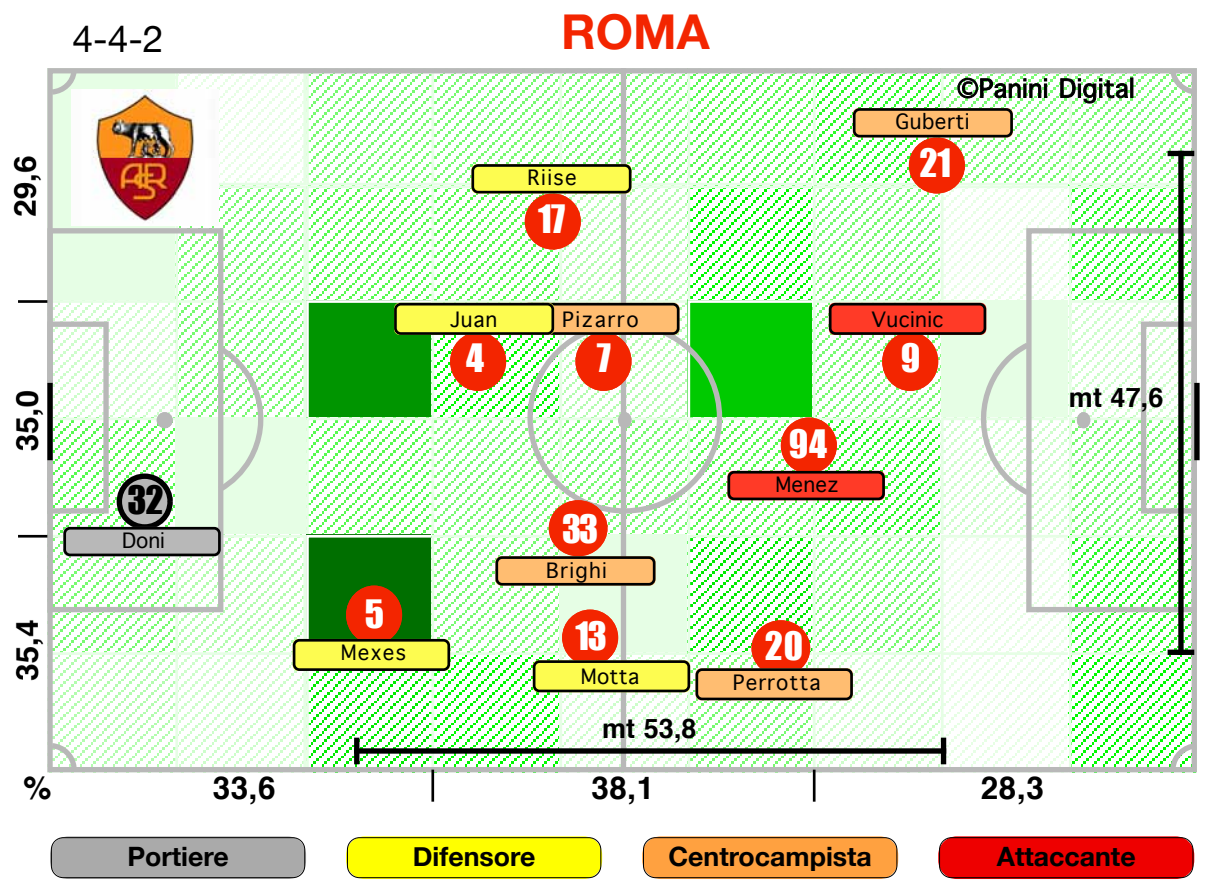 4-4-2
ROMA
©Panini Digital
ASR
Guberti
21
Riise
17
29,6
Juan
Pizarro
Vucinic
4
7
9
35,0
mt 47,6
94
Menez
32
Doni
33
Brighi
5
Mexes
13
Motta
20
Perrotta
35,4
mt 53,8
%
33,6
38,1
28,3
Portiere
Difensore
Centrocampista
Attaccante